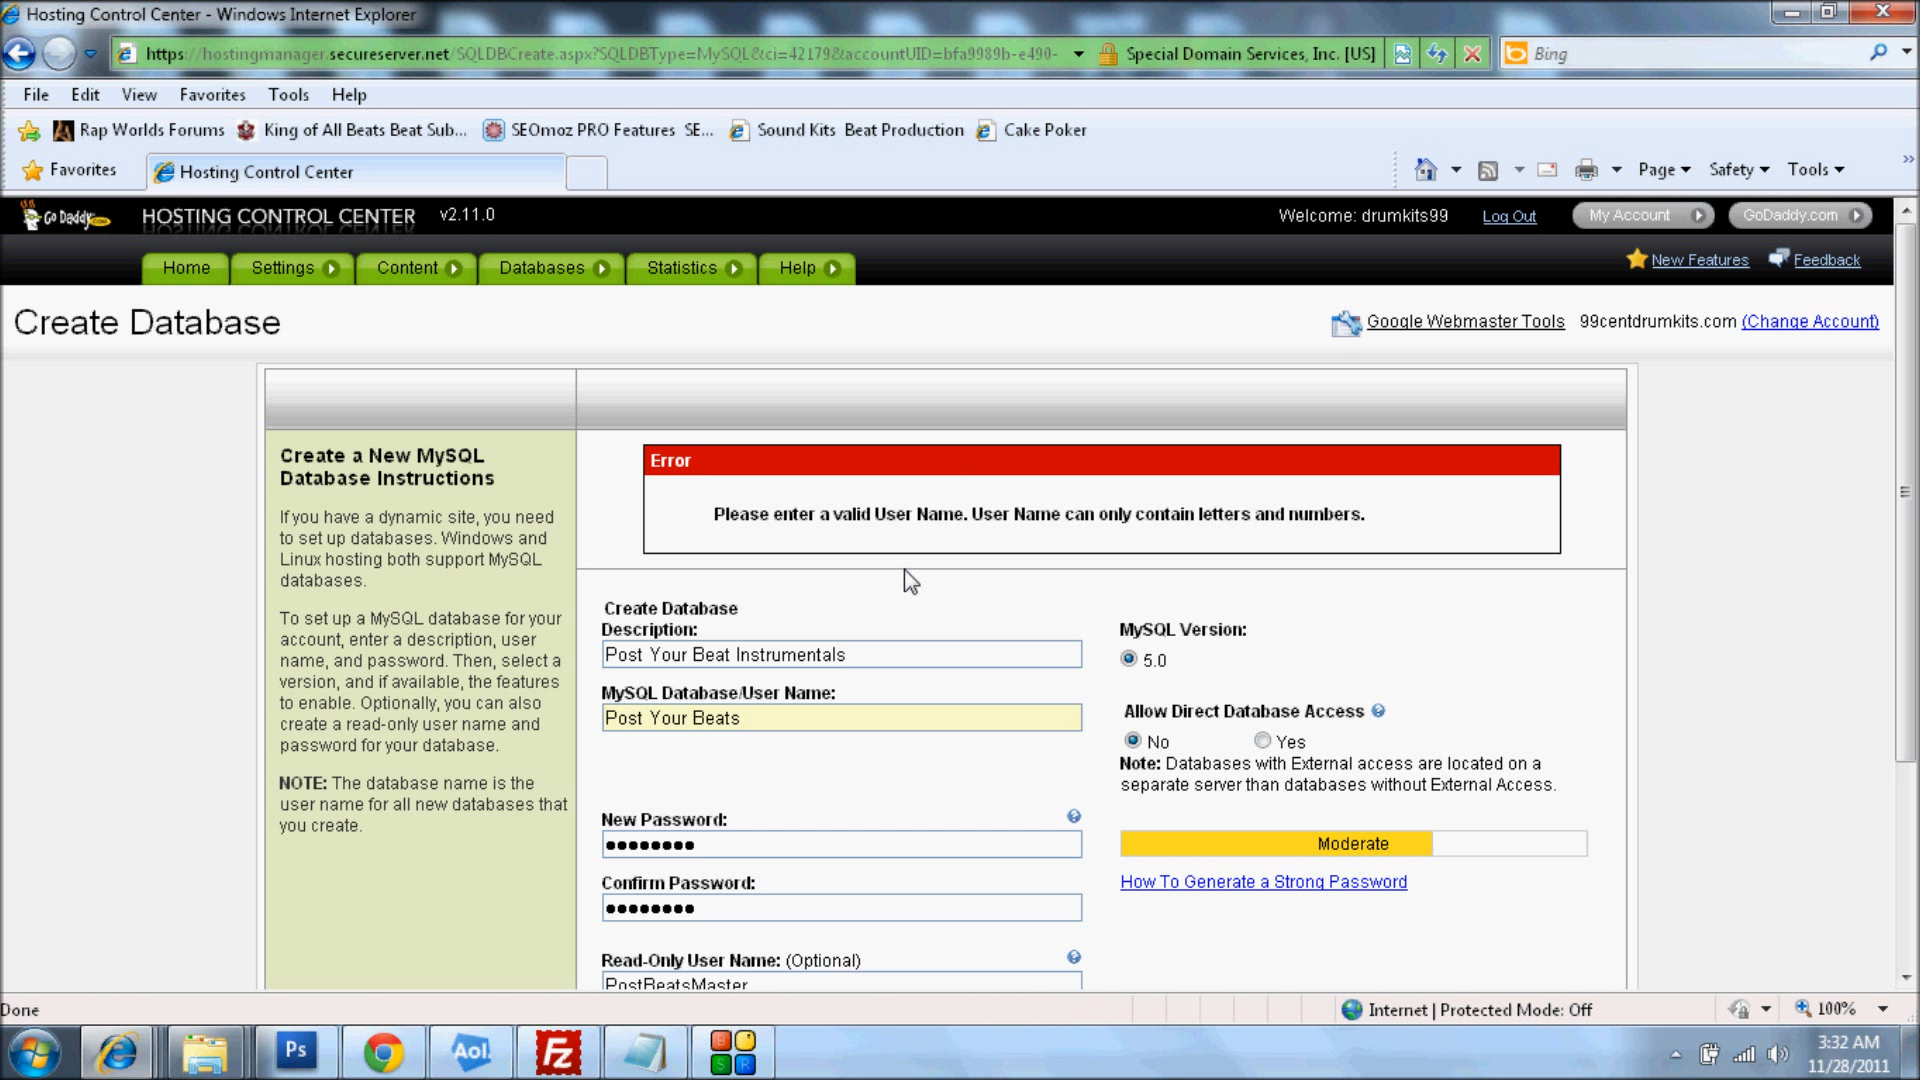 Hosting Control Center - Windows Internet Explorer
https://hostingmanager.secureserver.net/SQLDBCreate.aspx?SQLDBType=MySQL&ci=42179&accountUID=bfa9989b-e490-
Special Domain Services, Inc. [US]
Bing
File Edit View Favorites Tools Help
Rap Worlds Forums King of All Beats Beat Sub... SEOmoz PRO Features SE... Sound Kits Beat Production Cake Poker
Favorites Hosting Control Center Page Safety Tools
Go Daddy.com HOSTING CONTROL CENTER v2.11.0 Welcome: drumkits99 Log Out My Account GoDaddy.com
Home Settings Content Databases Statistics Help New Features Feedback
Create Database Google Webmaster Tools 99centdrumkits.com (Change Account)
Create a New MySQL
Database Instructions
If you have a dynamic site, you need
to set up databases. Windows and
Linux hosting both support MySQL
databases.
To set up a MySQL database for your
account, enter a description, user
name, and password. Then, select a
version, and if available, the features
to enable. Optionally, you can also
create a read-only user name and
password for your database.
NOTE: The database name is the
user name for all new databases that
you create.
Error
Please enter a valid User Name. User Name can only contain letters and numbers.
Create Database
Description:
Post Your Beat Instrumentals
MySQL Database/User Name:
Post Your Beats
New Password:
●●●●●●●●
Confirm Password:
●●●●●●●●
Read-Only User Name: (Optional)
PostBeatsMaster
MySQL Version:
5.0
Allow Direct Database Access
No Yes
Note: Databases with External access are located on a
separate server than databases without External Access.
Moderate
How To Generate a Strong Password
Done Internet | Protected Mode: Off 100%
Ps Aol. Fz B S R
3:32 AM
11/28/2011